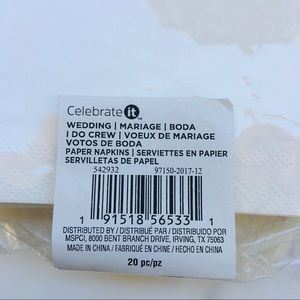 Celebrate it™
WEDDING | MARIAGE | BODA
I DO CREW | VOEUX DE MARIAGE
VOTOS DE BODA
PAPER NAPKINS | SERVIETTES EN PAPIER
SERVILLETAS DE PAPEL
542932 97150-2017-12
1 91518 56533 1
DISTRIBUTED BY / DISTRIBUÉ PAR / DISTRIBUIDO POR
MSPCI, 8000 BENT BRANCH DRIVE, IRVING, TX 75063
MADE IN CHINA / FABRIQUÉ EN CHINE / HECHO EN CHINA
20 pc/pz